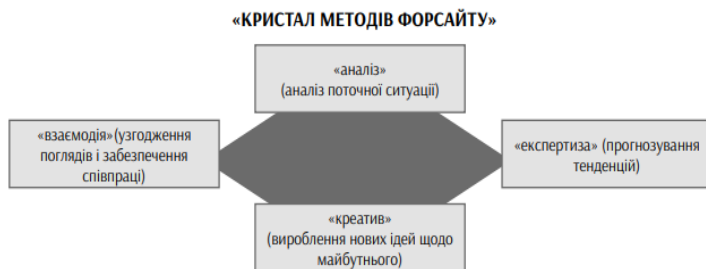 «КРИСТАЛ МЕТОДІВ ФОРСАЙТУ»
«аналіз»
(аналіз поточної ситуації)
«взаємодія»(узгодження
поглядів і забезпечення
співпраці)
«експертиза» (прогнозування
тенденцій)
«креатив»
(вироблення нових ідей щодо
майбутнього)